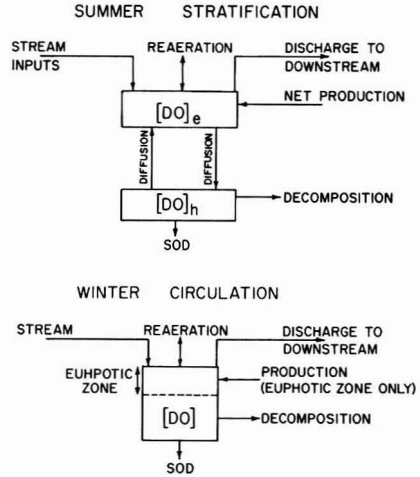 SUMMER STRATIFICATION
STREAM INPUTS
REAERATION
DISCHARGE TO DOWNSTREAM
[DO]e
NET PRODUCTION
DIFFUSION
DIFFUSION
[DO]h
DECOMPOSITION
SOD
WINTER CIRCULATION
STREAM
REAERATION
DISCHARGE TO
DOWNSTREAM
EUHPOTIC
ZONE
PRODUCTION
(EUPHOTIC ZONE ONLY)
[DO]
DECOMPOSITION
SOD